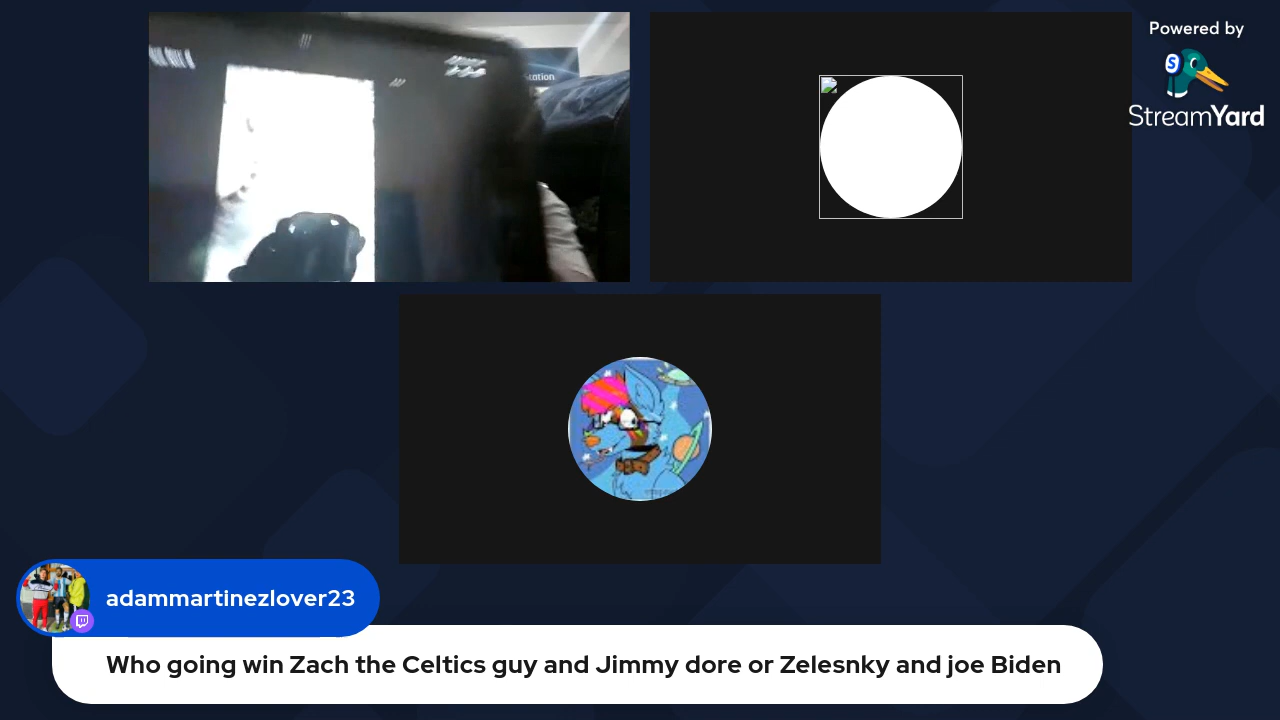 Powered by
StreamYard
Station
adammartinezlover23
Who going win Zach the Celtics guy and Jimmy dore or Zelesnky and joe Biden